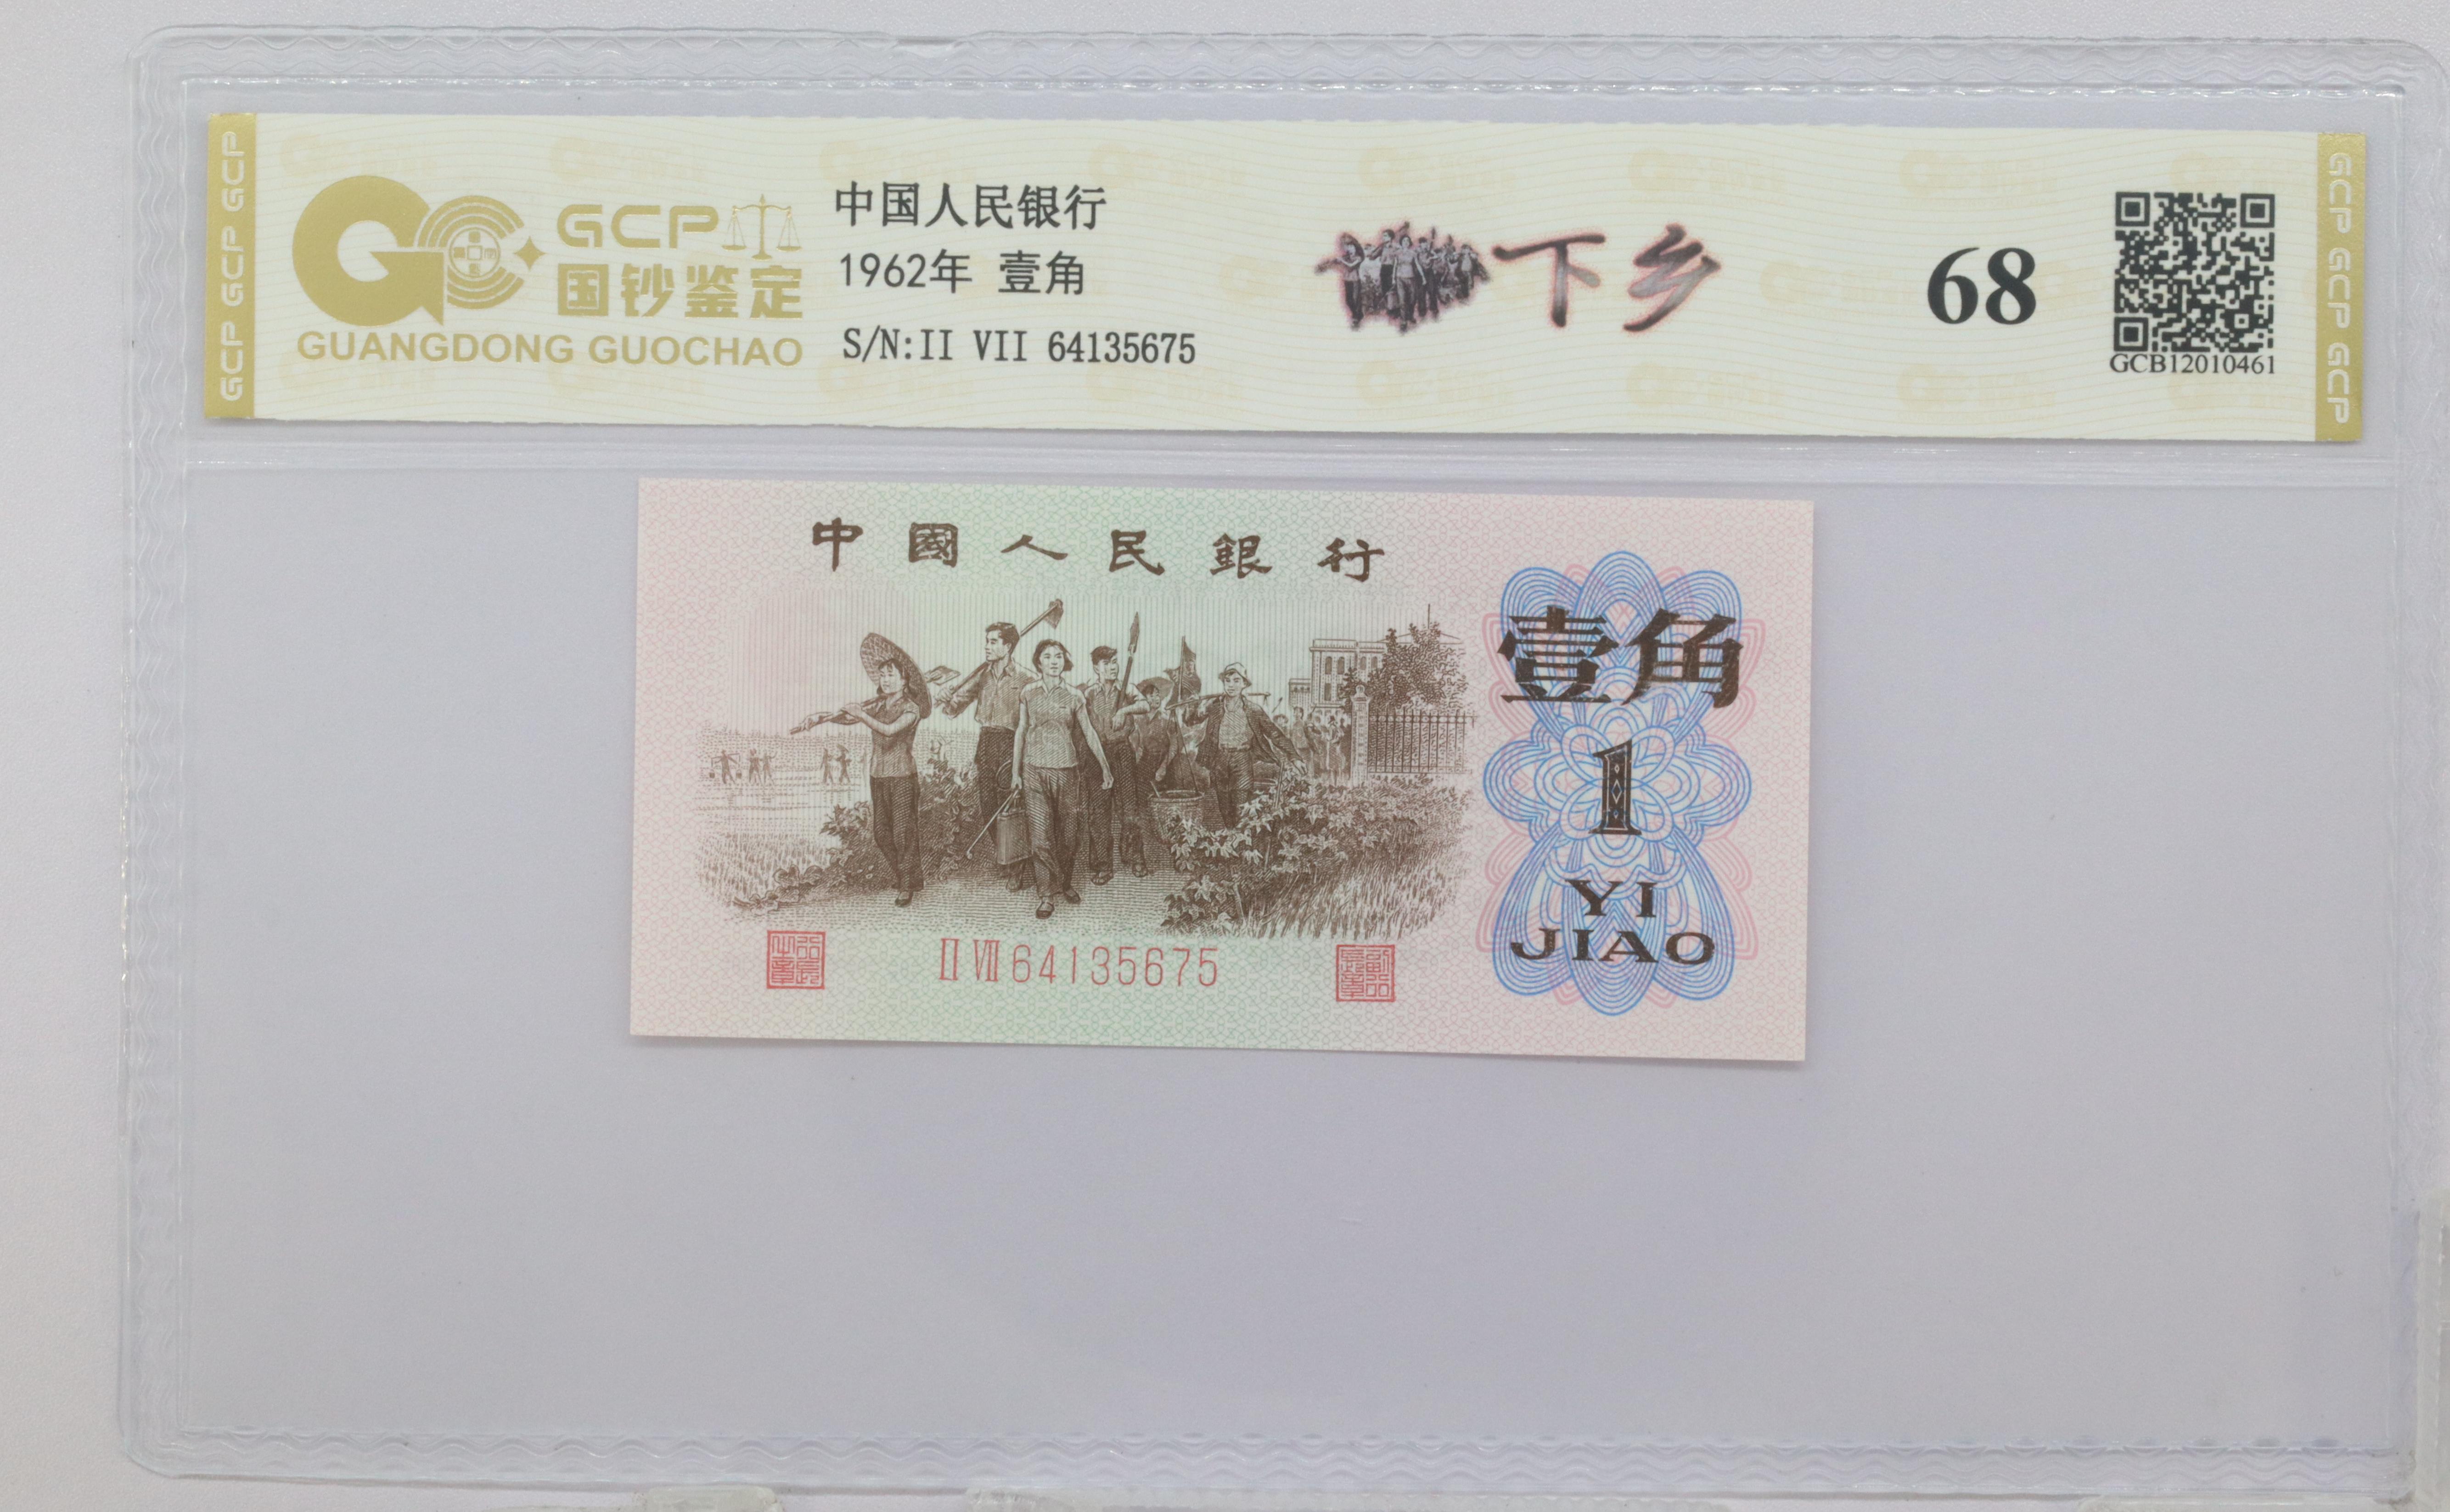 GCP GCP GCP
GCP
国钞鉴定
GUANGDONG GUOCHAO
中国人民银行
1962年 壹角
S/N:II VII 64135675
下乡
68
GCB12010461
GCP GCP GCP
中國人民銀行
壹角
1
YI
JIAO
II VII 64135675